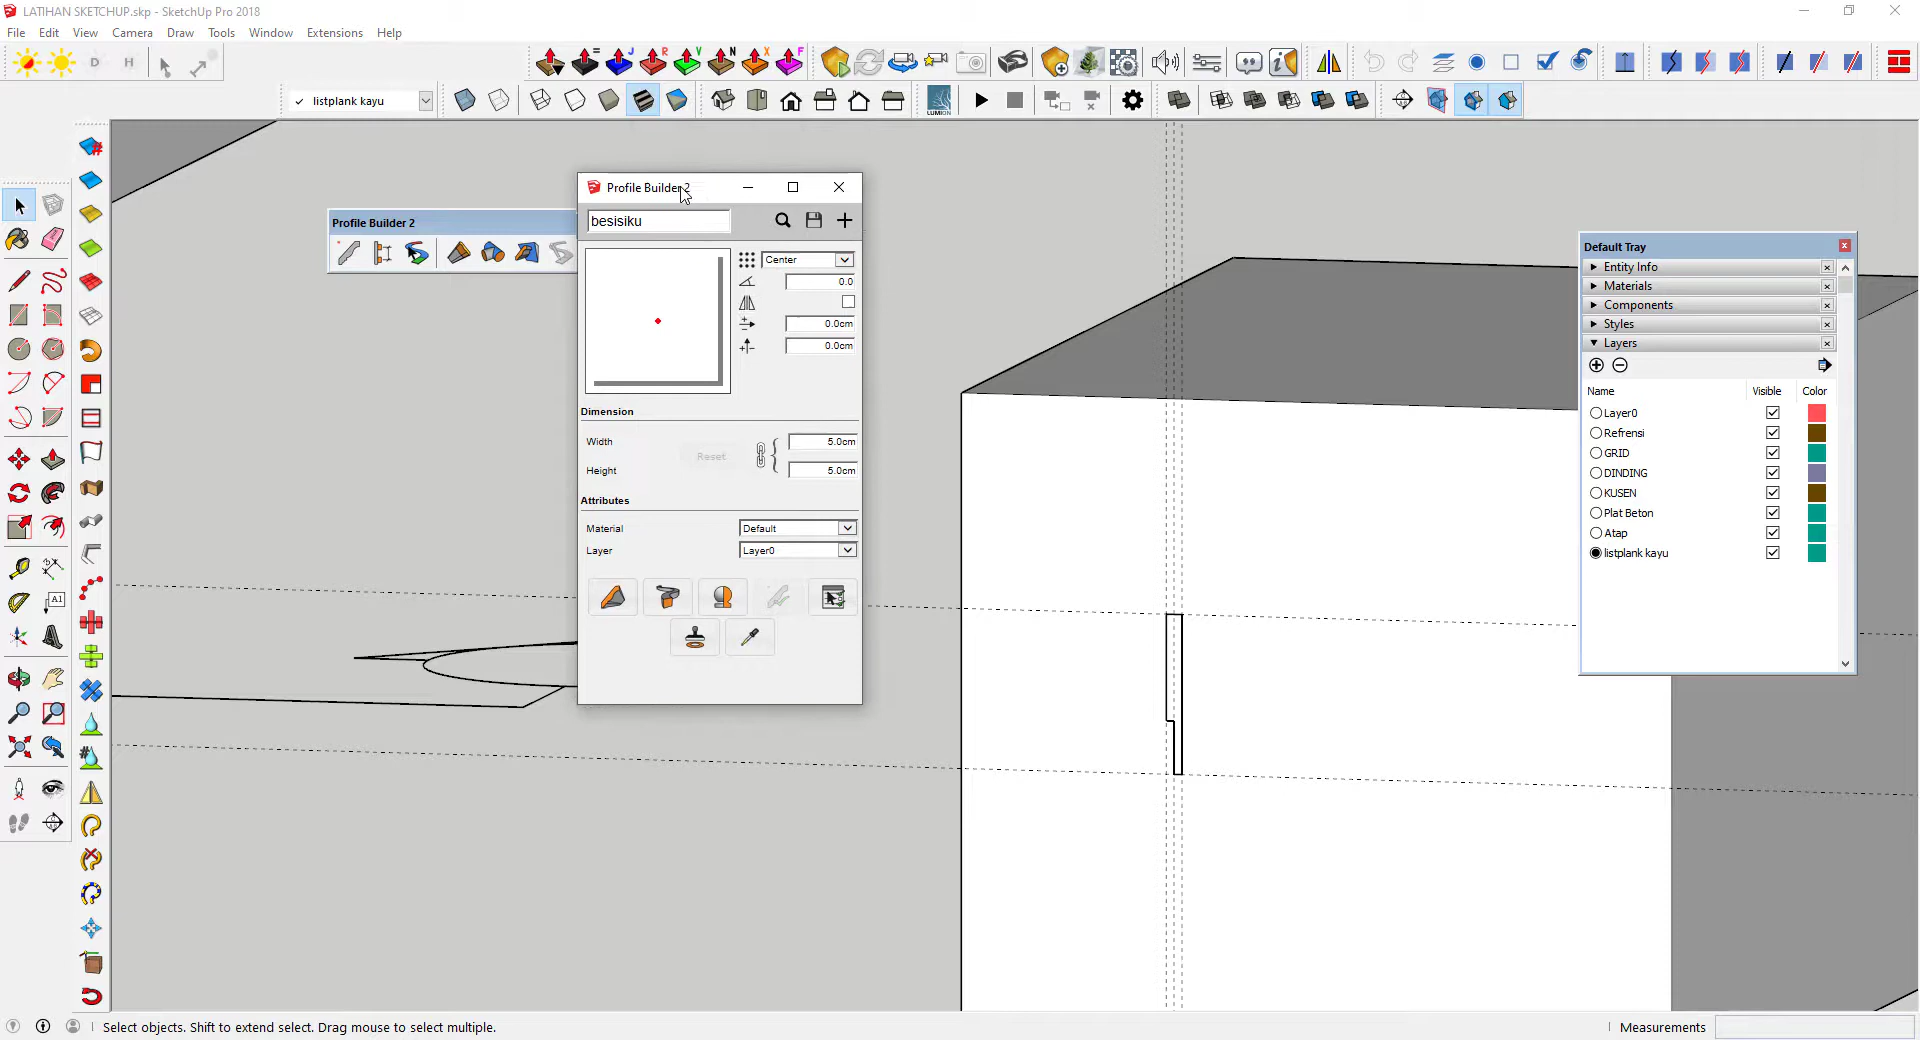 LATIHAN SKETCHUP.skp - SketchUp Pro 2018
File Edit View Camera Draw Tools Window Extensions Help
D H
= J R V N X F
✓ listplank kayu
LUMION
Profile Builder 2
Profile Builder 2
besisiku
Center
0.0
0.0cm
0.0cm
Dimension
Width 5.0cm
Reset
Height 5.0cm
Attributes
Material Default
Layer Layer0
Default Tray
Entity Info
Materials
Components
Styles
Layers
Name Visible Color
Layer0
Refrensi
GRID
DINDING
KUSEN
Plat Beton
Atap
listplank kayu
A1
Select objects. Shift to extend select. Drag mouse to select multiple.
Measurements